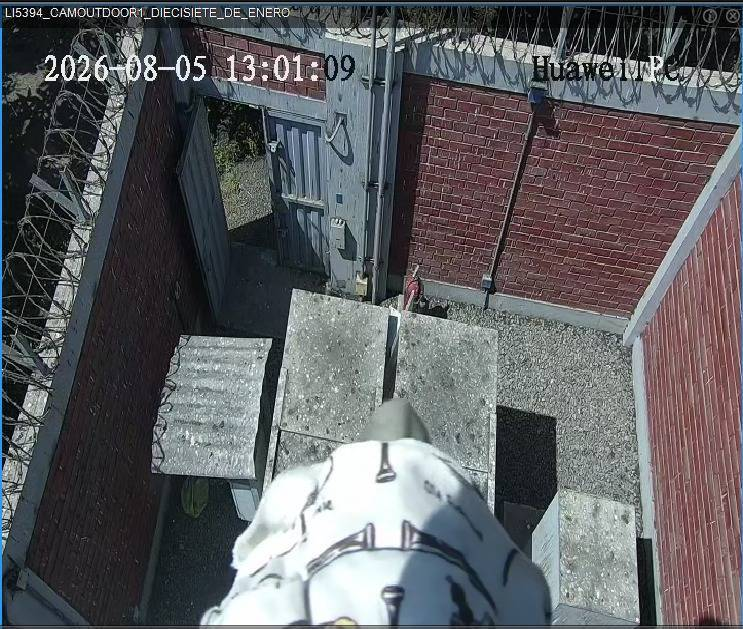 LI5394_CAMOUTDOOR1_DIECISIETE_DE_ENERO
2026-08-05 13:01:09
HuaweiIPC